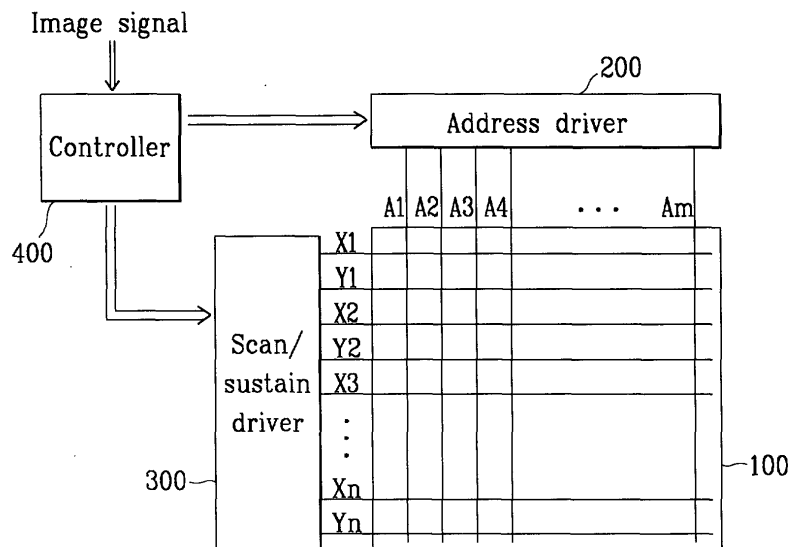 Image signal
200
Controller
Address driver
400
A1 A2 A3 A4 ... Am
X1
Y1
X2
Y2
X3
Scan/
sustain
driver
300
100
Xn
Yn